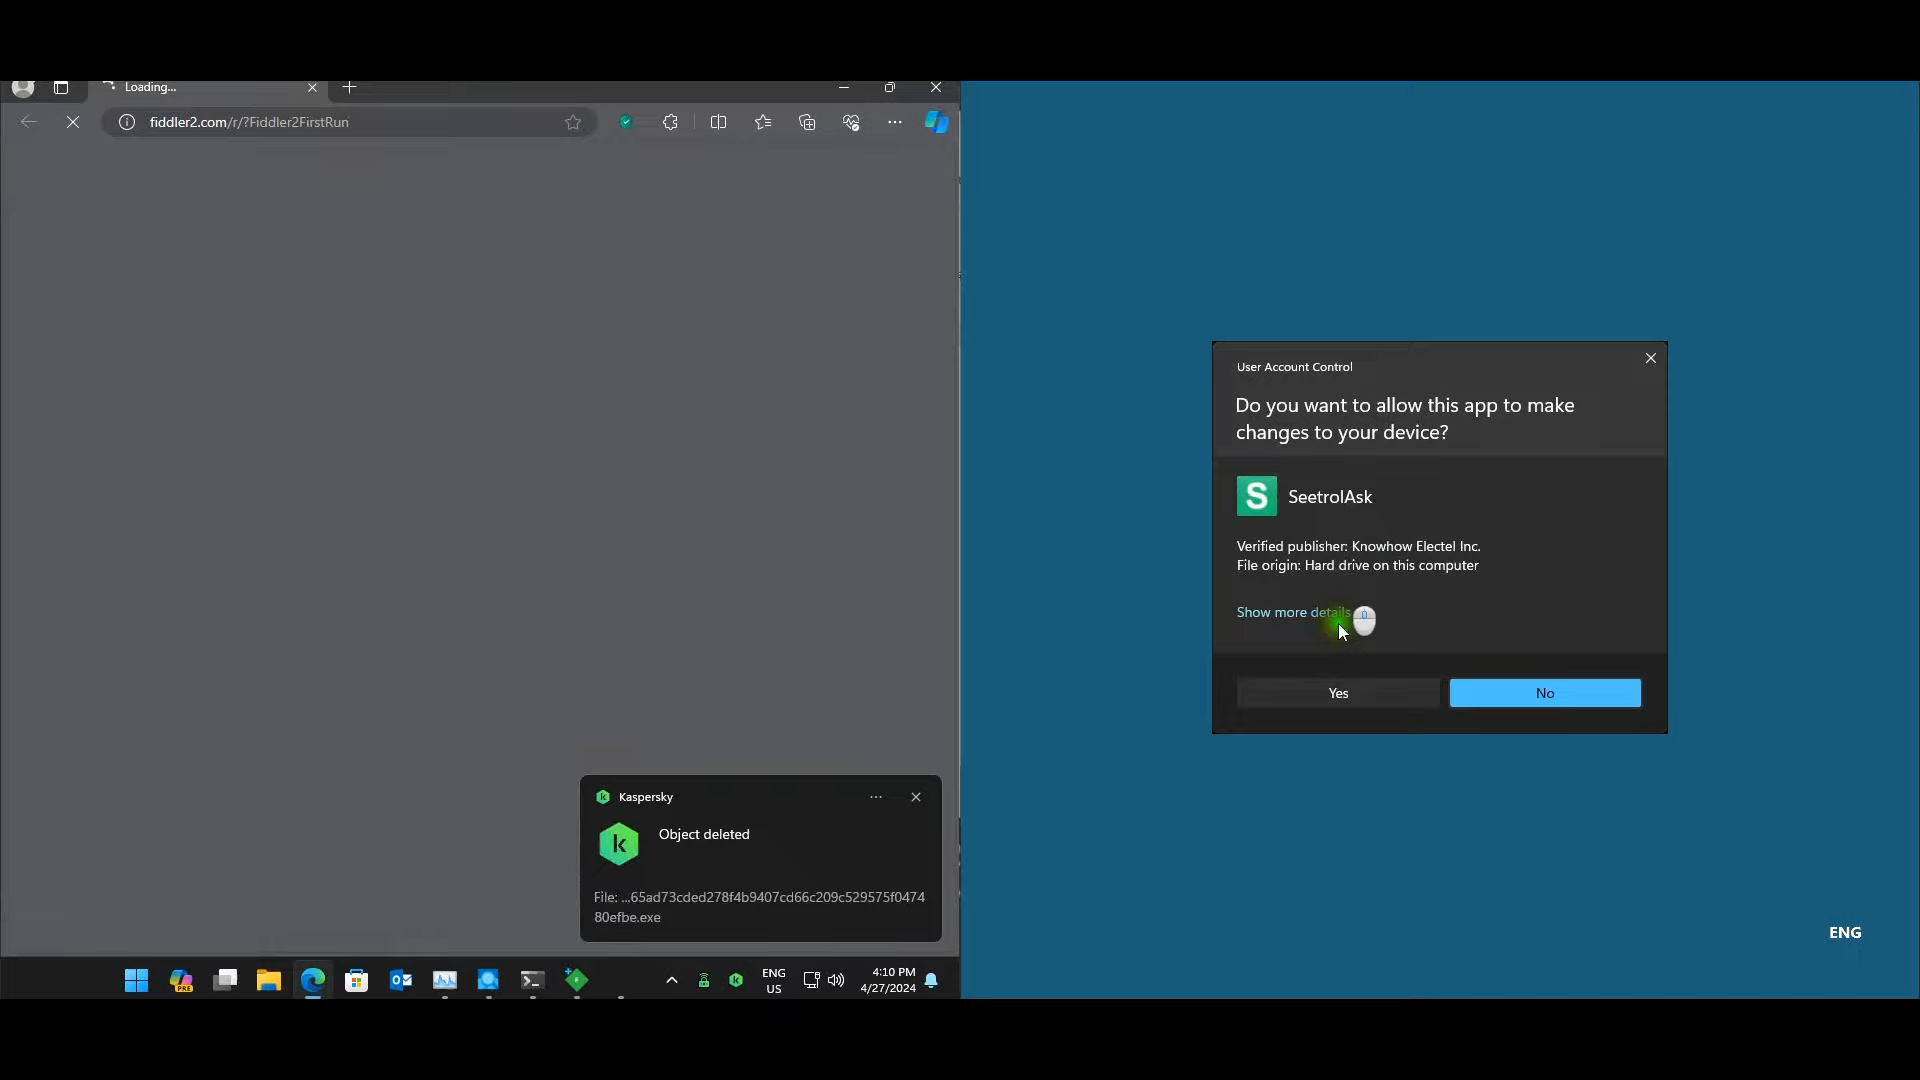 Loading...
fiddler2.com/r/?Fiddler2FirstRun
Kaspersky
k
Object deleted
File: ...65ad73cded278f4b9407cd66c209c529575f0474
80efbe.exe
PRE
ENG
US
4:10 PM
4/27/2024
User Account Control
Do you want to allow this app to make
changes to your device?
S
SeetrolAsk
Verified publisher: Knowhow Electel Inc.
File origin: Hard drive on this computer
Show more details
Yes
No
ENG